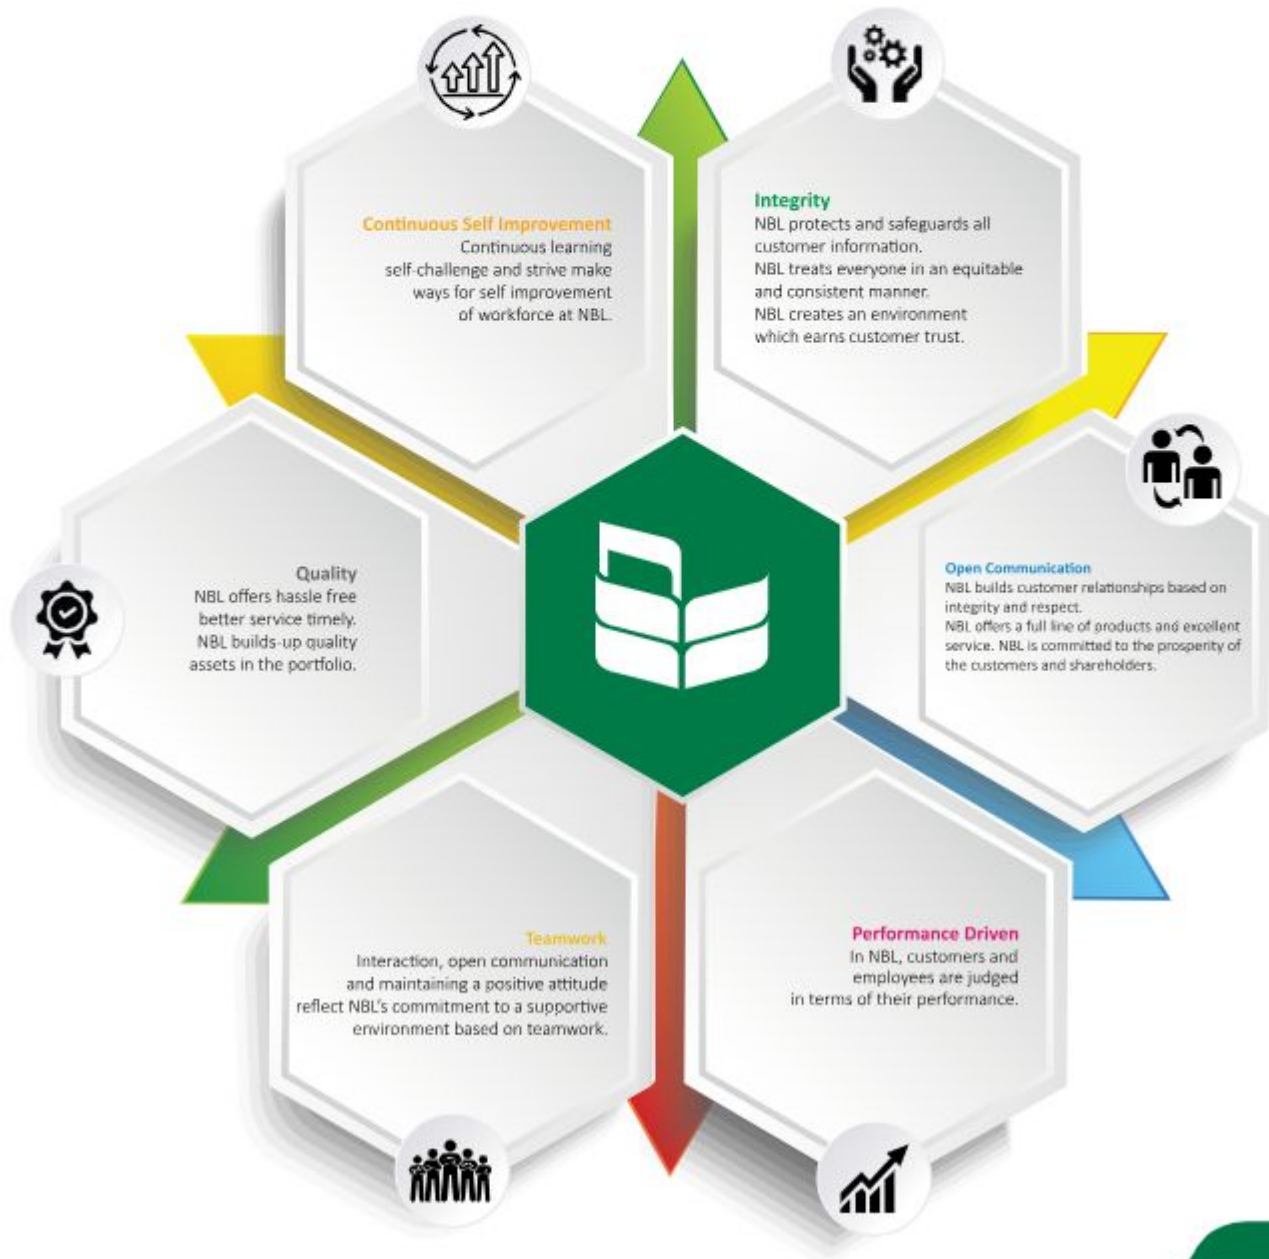 Continuous Self Improvement
Continuous learning
self-challenge and strive make
ways for self improvement
of workforce at NBL.
Integrity
NBL protects and safeguards all
customer information.
NBL treats everyone in an equitable
and consistent manner.
NBL creates an environment
which earns customer trust.
Quality
NBL offers hassle free
better service timely.
NBL builds-up quality
assets in the portfolio.
Open Communication
NBL builds customer relationships based on
integrity and respect.
NBL offers a full line of products and excellent
service. NBL is committed to the prosperity of
the customers and shareholders.
Teamwork
Interaction, open communication
and maintaining a positive attitude
reflect NBL's commitment to a supportive
environment based on teamwork.
Performance Driven
In NBL, customers and
employees are judged
in terms of their performance.